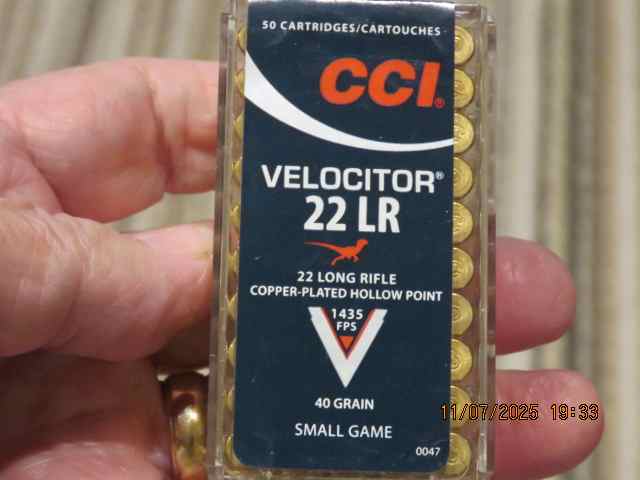 50 CARTRIDGES/CARTOUCHES
CCI®
VELOCITOR®
22 LR
22 LONG RIFLE
COPPER-PLATED HOLLOW POINT
1435
FPS
40 GRAIN
SMALL GAME
0047
11/07/2025 19:33